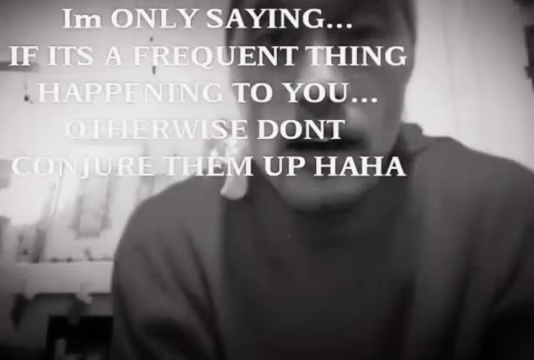 Im ONLY SAYING...
IF ITS A FREQUENT THING
HAPPENING TO YOU...
OTHERWISE DONT
CONJURE THEM UP HAHA